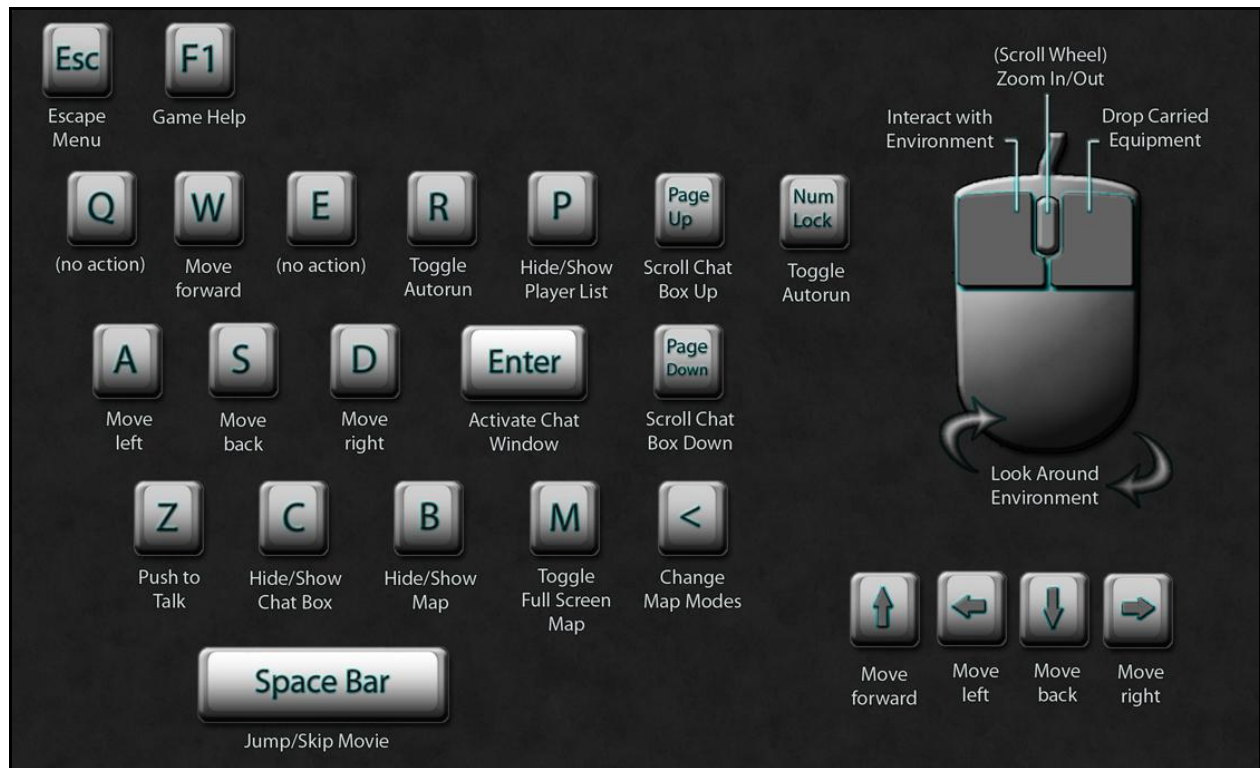 Esc
Escape
Menu
F1
Game Help
Q
(no action)
W
Move
forward
E
(no action)
R
Toggle
Autorun
P
Hide/Show
Player List
Page
Up
Scroll Chat
Box Up
Num
Lock
Toggle
Autorun
A
Move
left
S
Move
back
D
Move
right
Enter
Activate Chat
Window
Page
Down
Scroll Chat
Box Down
Z
Push to
Talk
C
Hide/Show
Chat Box
B
Hide/Show
Map
M
Toggle
Full Screen
Map
<
Change
Map Modes
Space Bar
Jump/Skip Movie
(Scroll Wheel)
Zoom In/Out
Interact with
Environment
Drop Carried
Equipment
Look Around
Environment
Move
forward
Move
left
Move
back
Move
right